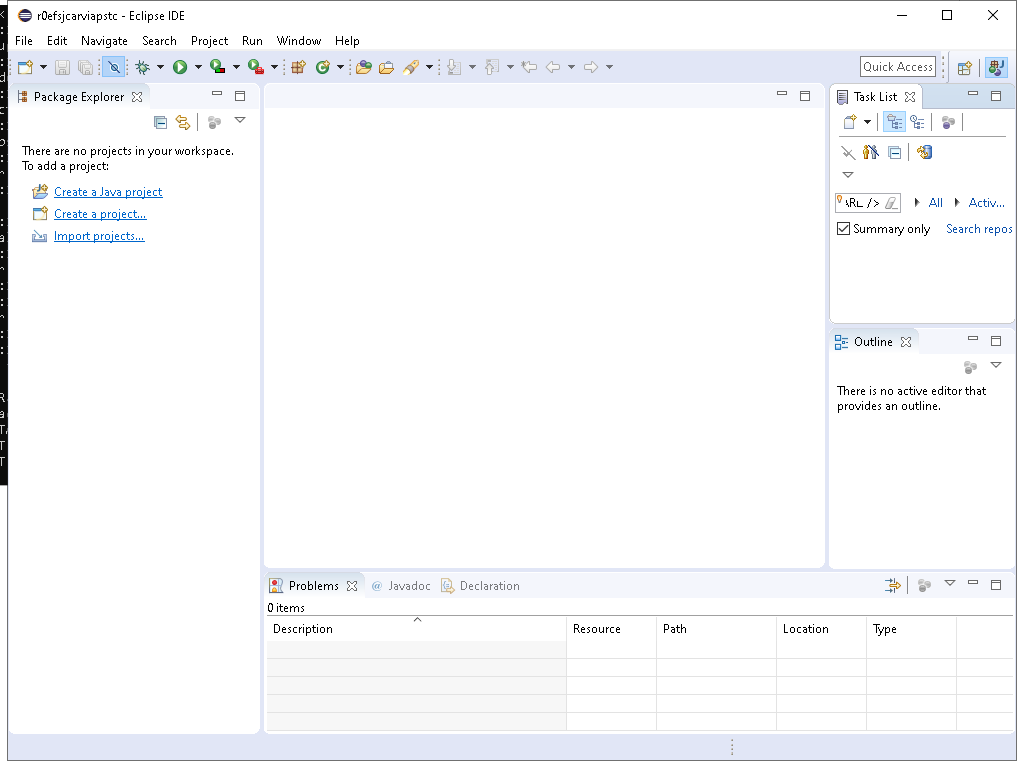 r0efsjcarviapstc - Eclipse IDE
File Edit Navigate Search Project Run Window Help
Quick Access
Package Explorer
Task List
There are no projects in your workspace.
To add a project:
Create a Java project
Create a project...
Import projects...
/> All Activ...
Summary only Search repos
Outline
There is no active editor that
provides an outline.
Problems @ Javadoc Declaration
0 items
Description Resource Path Location Type